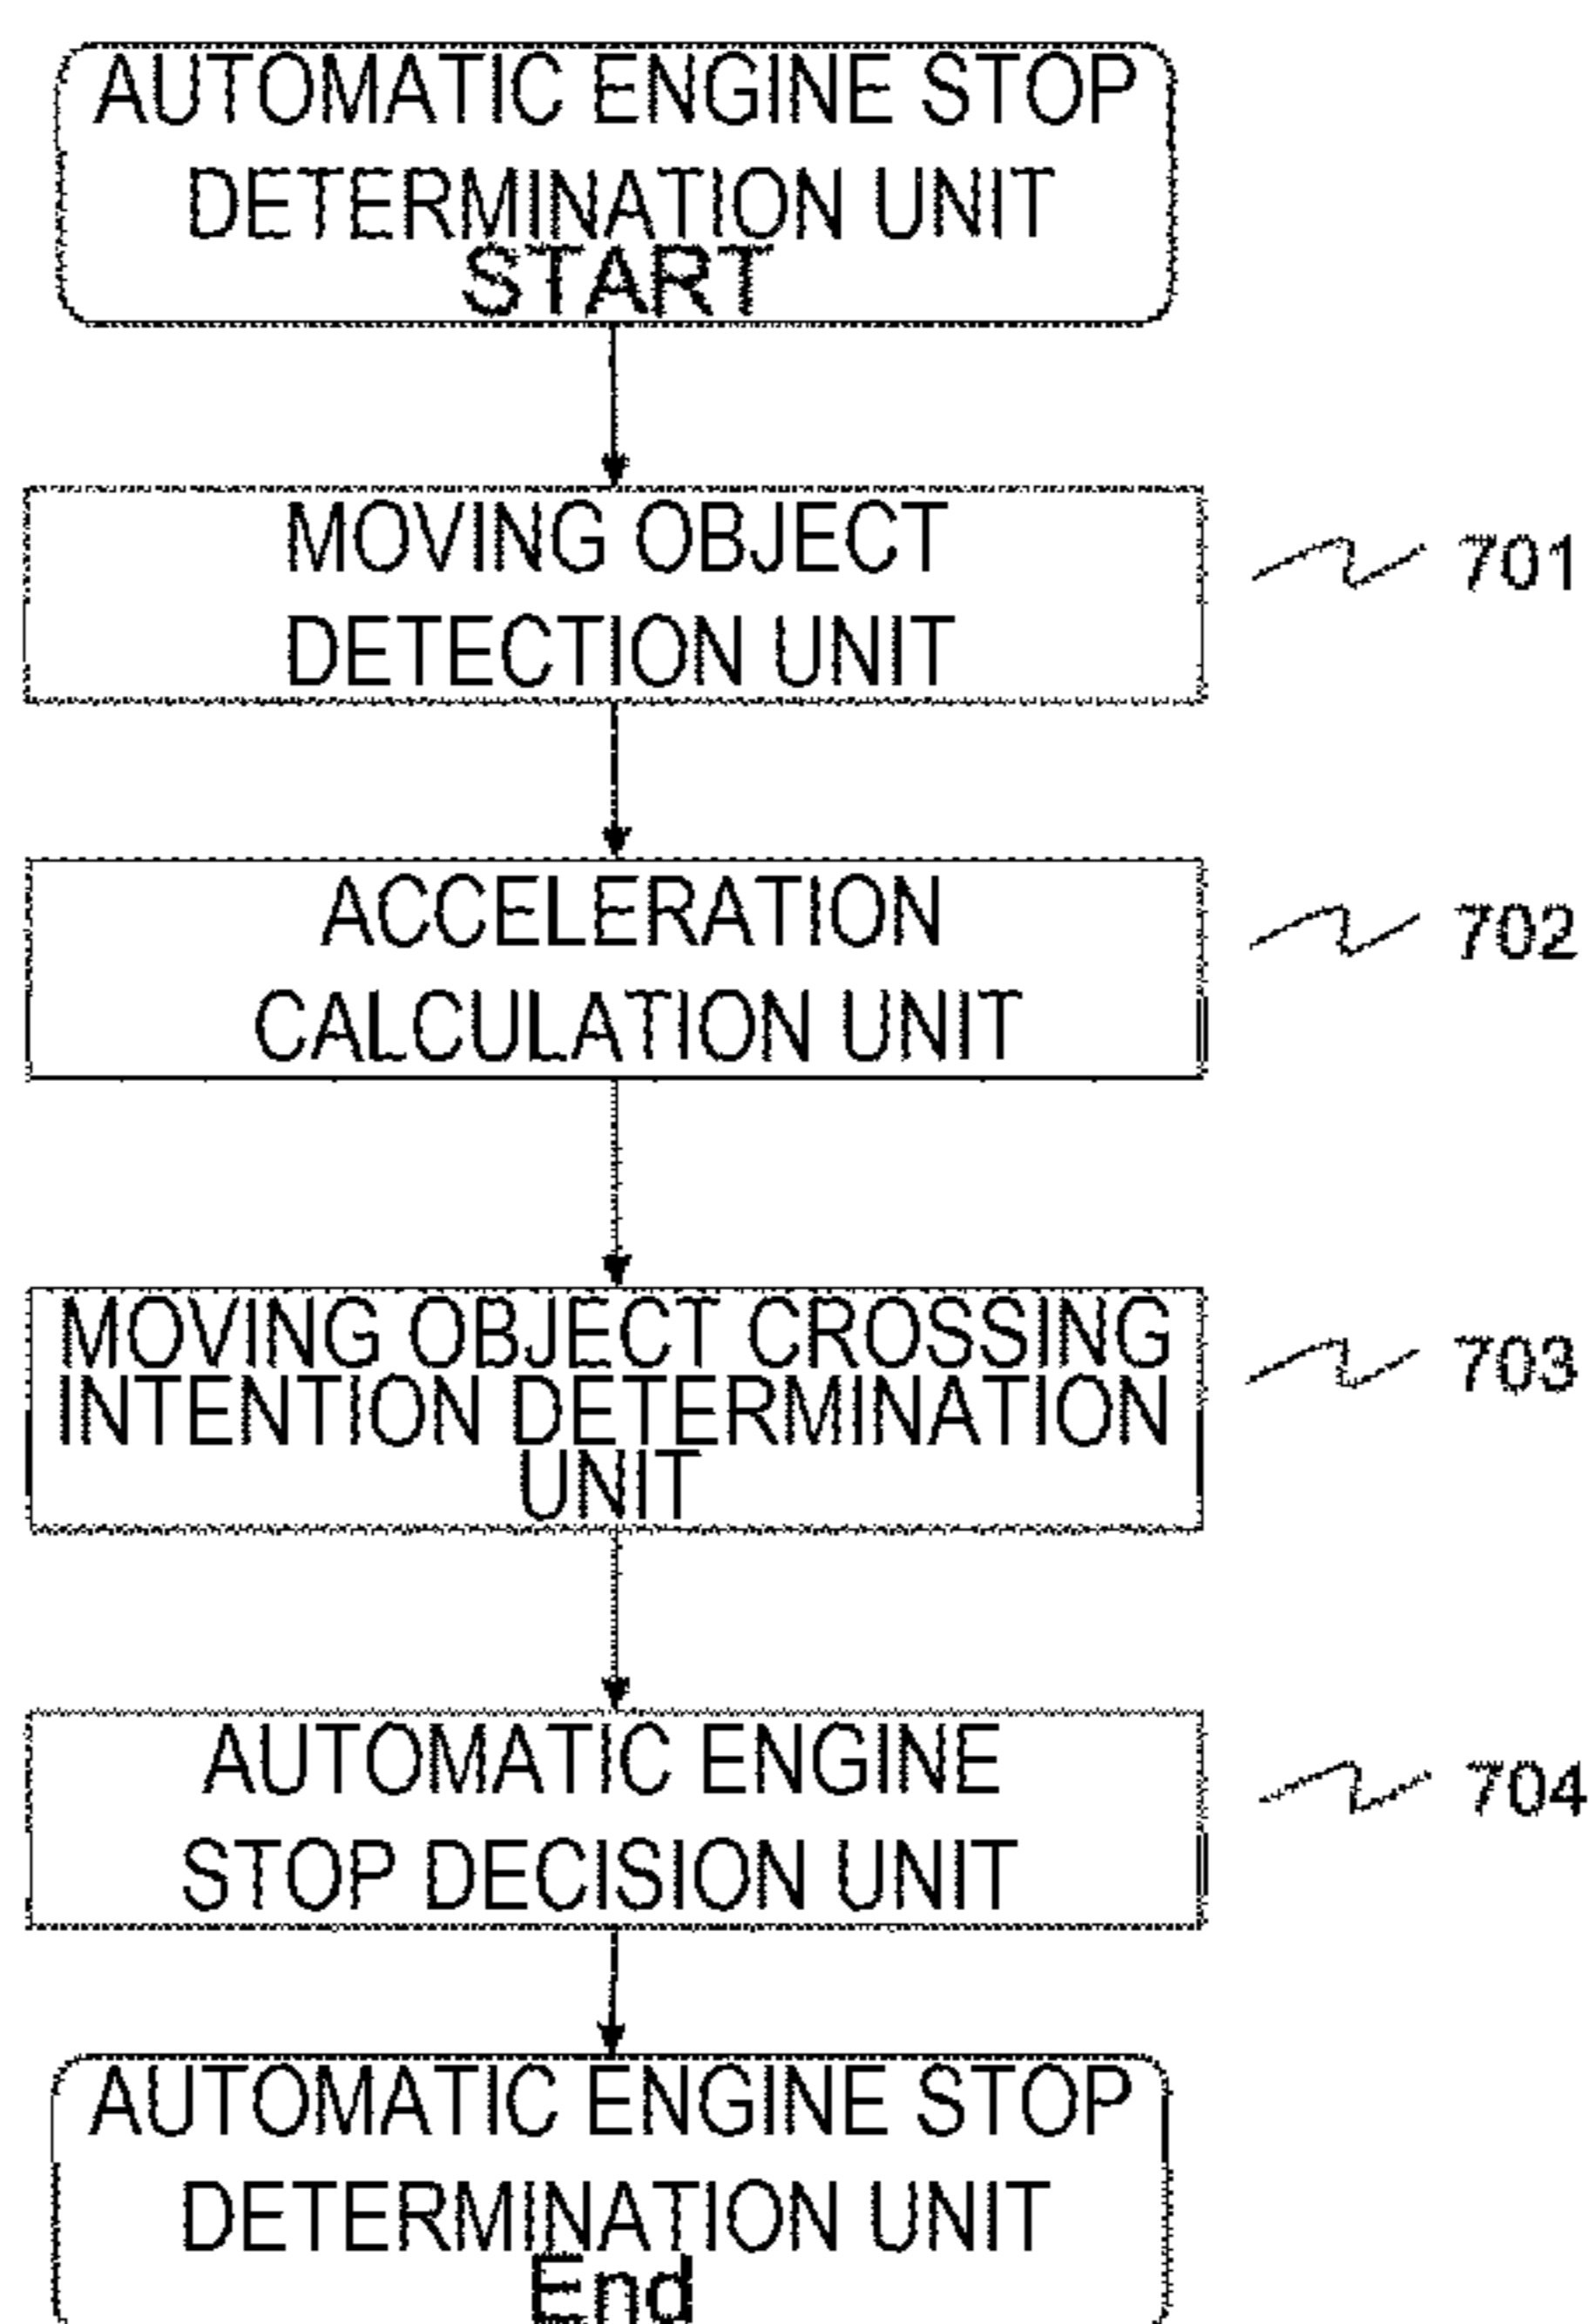 AUTOMATIC ENGINE STOP
DETERMINATION UNIT
START
MOVING OBJECT
DETECTION UNIT
701
ACCELERATION
CALCULATION UNIT
702
MOVING OBJECT CROSSING
INTENTION DETERMINATION
UNIT
703
AUTOMATIC ENGINE
STOP DECISION UNIT
704
AUTOMATIC ENGINE STOP
DETERMINATION UNIT
End